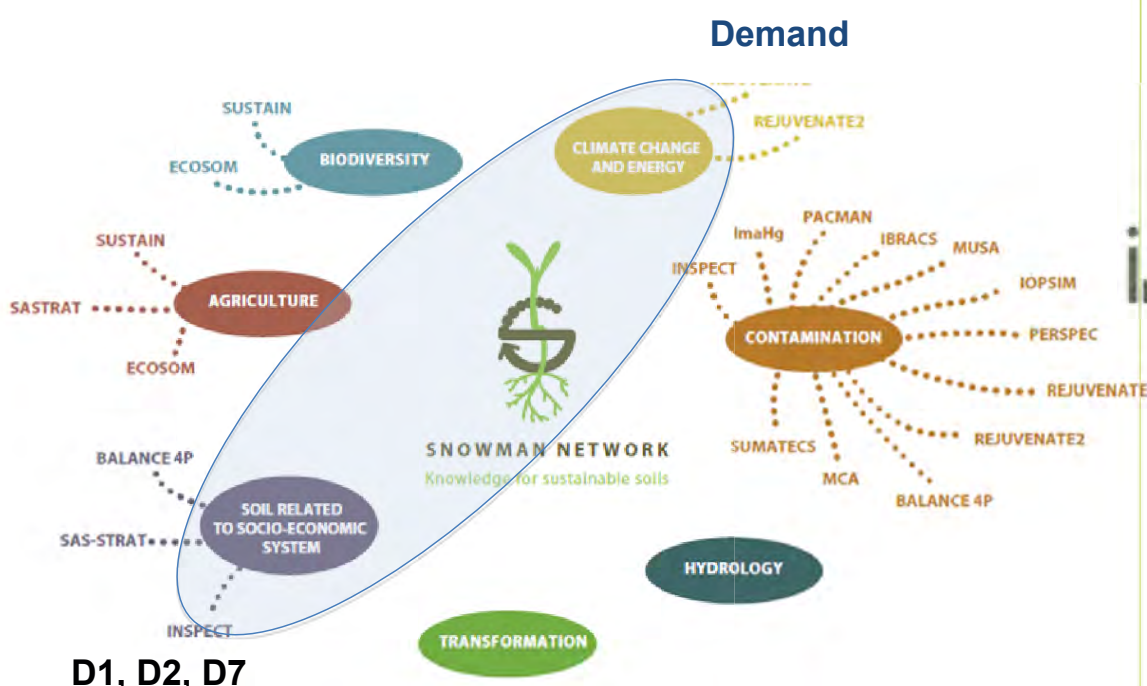 Demand
SUSTAIN
ECOSOM
BIODIVERSITY
CLIMATE CHANGE
AND ENERGY
REJUVENATE2
SUSTAIN
SASTRAT
ECOSOM
AGRICULTURE
INSPECT
ImaHg
PACMAN
IBRACS
MUSA
IOPSIM
PERSPEC
REJUVENATE
REJUVENATE2
BALANCE 4P
MCA
SUMATECS
CONTAMINATION
SNOWMAN NETWORK
Knowledge for sustainable soils
BALANCE 4P
SAS-STRAT
INSPECT
SOIL RELATED
TO SOCIO-ECONOMIC
SYSTEM
HYDROLOGY
TRANSFORMATION
D1, D2, D7